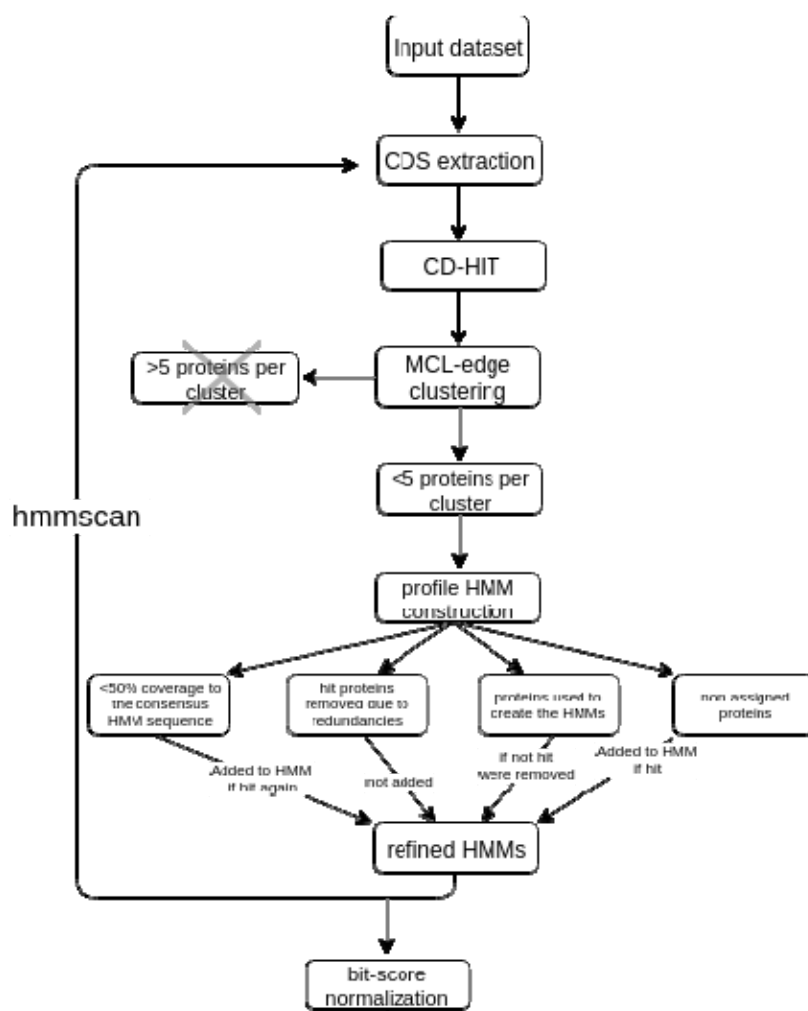 Input dataset
CDS extraction
CD-HIT
MCL-edge
clustering
>5 proteins per
cluster
<5 proteins per
cluster
hmmscan
profile HMM
construction
<50% coverage to
the consensus
HMM sequence
hit proteins
removed due to
redundancies
proteins used to
create the HMMs
non assigned
proteins
Added to HMM
if hit again
not added
if not hit
were removed
Added to HMM
if hit
refined HMMs
bit-score
normalization